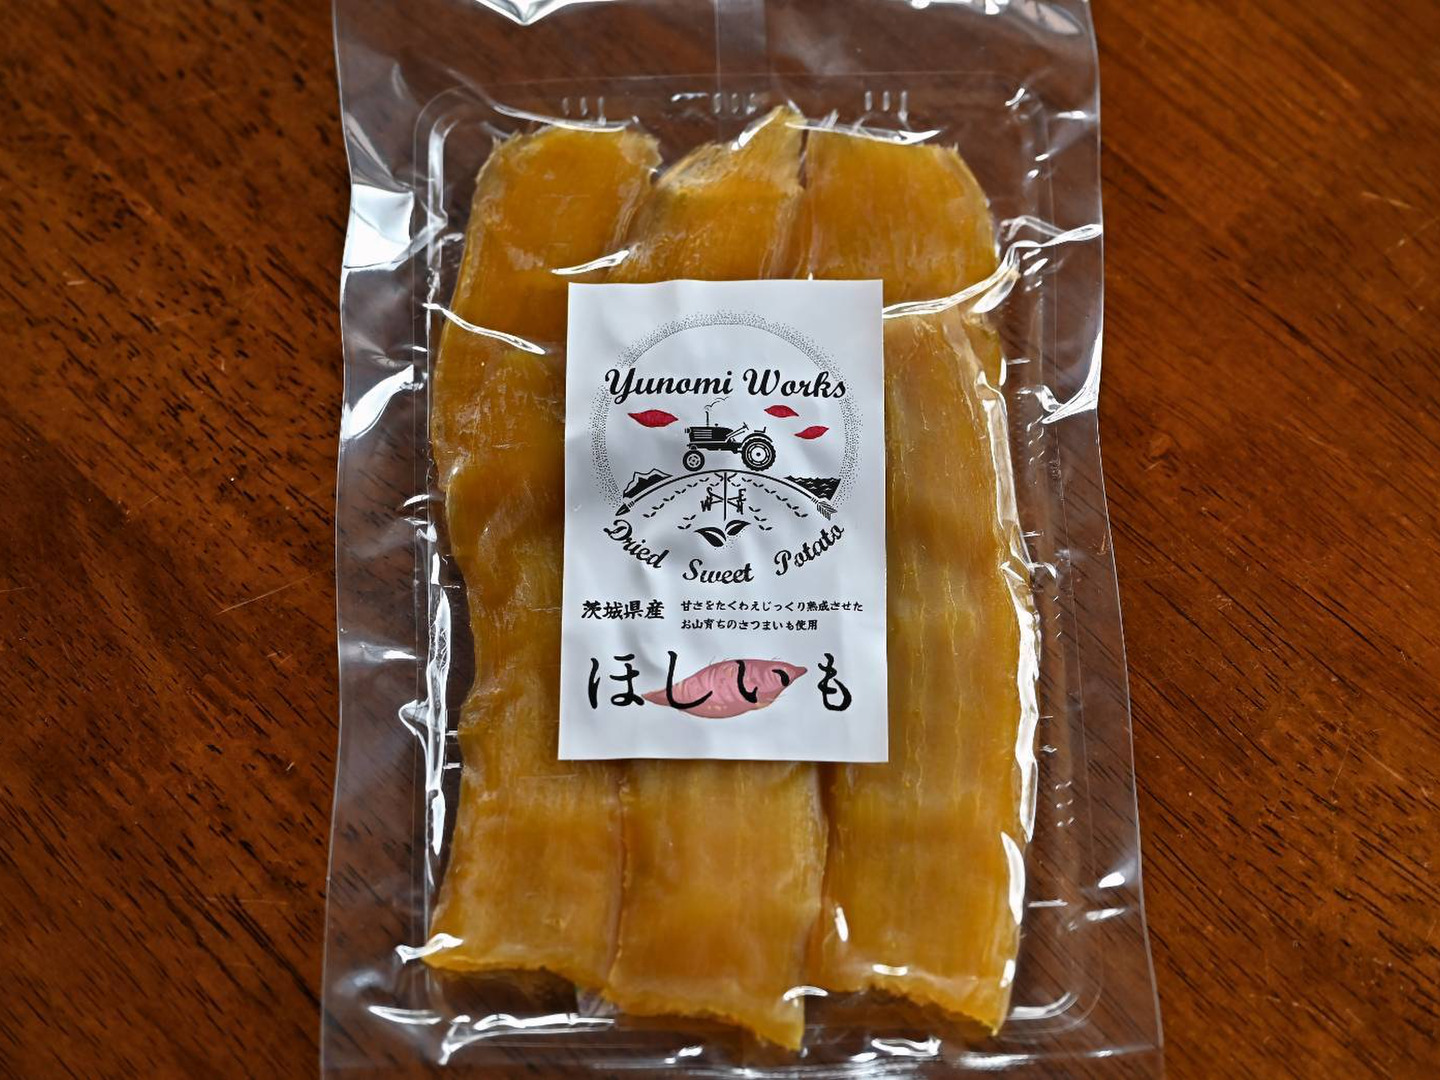 Yunomi Works
Dried Sweet Potato
茨城県産
甘さをたくわえじっくり熟成させた
お山育ちのさつまいも使用
ほしいも